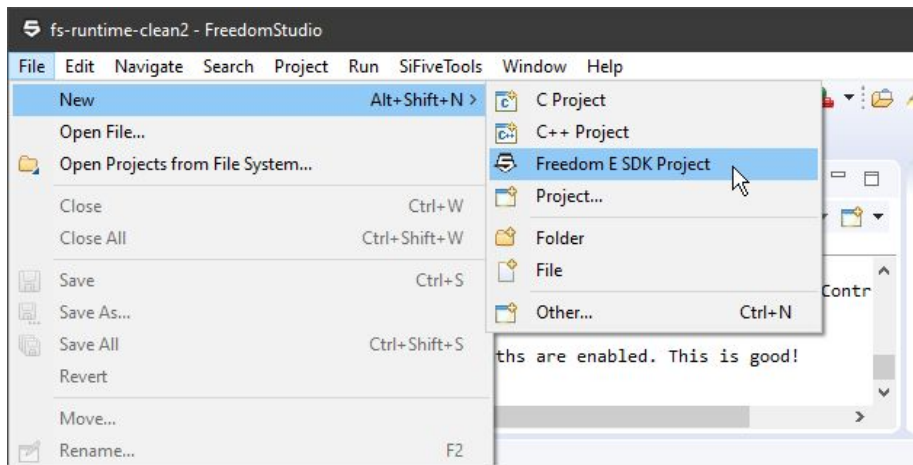 fs-runtime-clean2 - FreedomStudio
File Edit Navigate Search Project Run SiFiveTools Window Help
New Alt+Shift+N >
Open File...
Open Projects from File System...
Close Ctrl+W
Close All Ctrl+Shift+W
Save Ctrl+S
Save As...
Save All Ctrl+Shift+S
Revert
Move...
Rename... F2
C Project
C++ Project
Freedom E SDK Project
Project...
Folder
File
Other... Ctrl+N
Contr
ths are enabled. This is good!